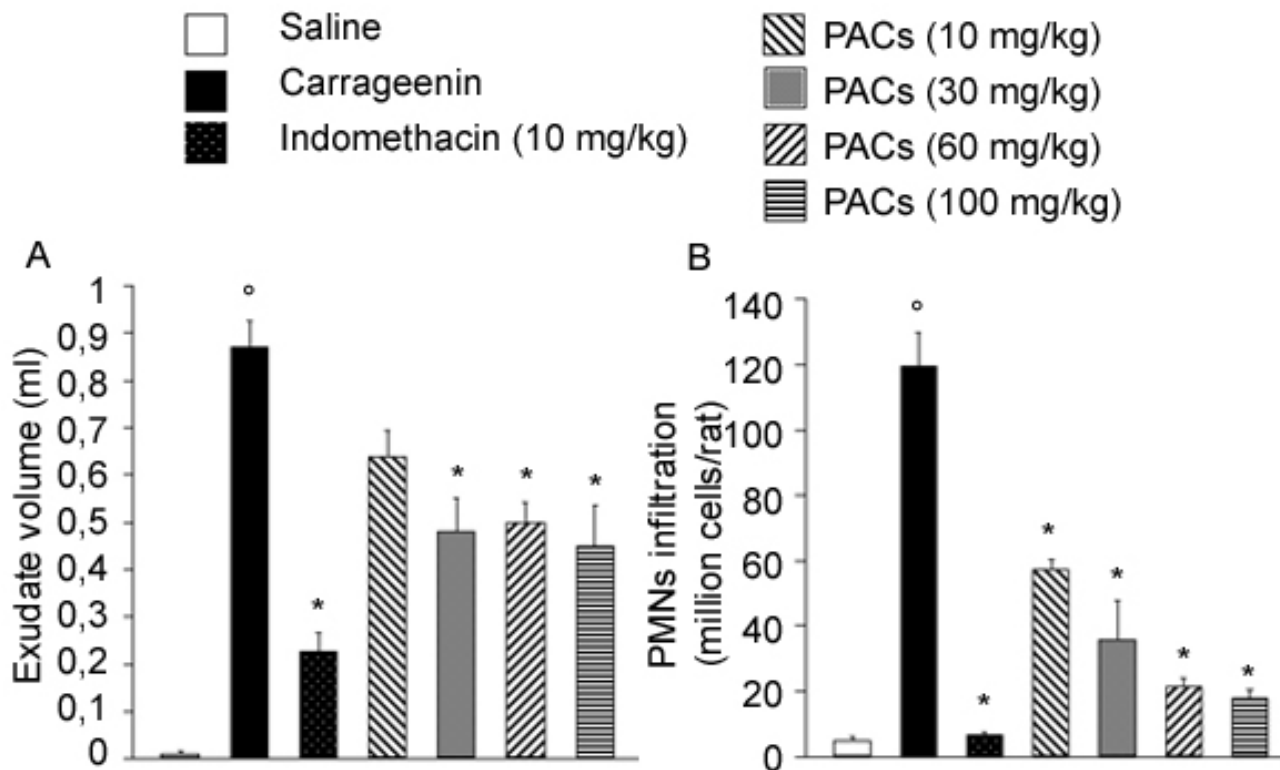 Saline
Carrageenin
Indomethacin (10 mg/kg)
PACs (10 mg/kg)
PACs (30 mg/kg)
PACs (60 mg/kg)
PACs (100 mg/kg)
A
Exudate volume (ml)
1
0,9
0,8
0,7
0,6
0,5
0,4
0,3
0,2
0,1
0
°
*
*
*
*
B
PMNs infiltration
(million cells/rat)
140
120
100
80
60
40
20
0
°
*
*
*
*
*